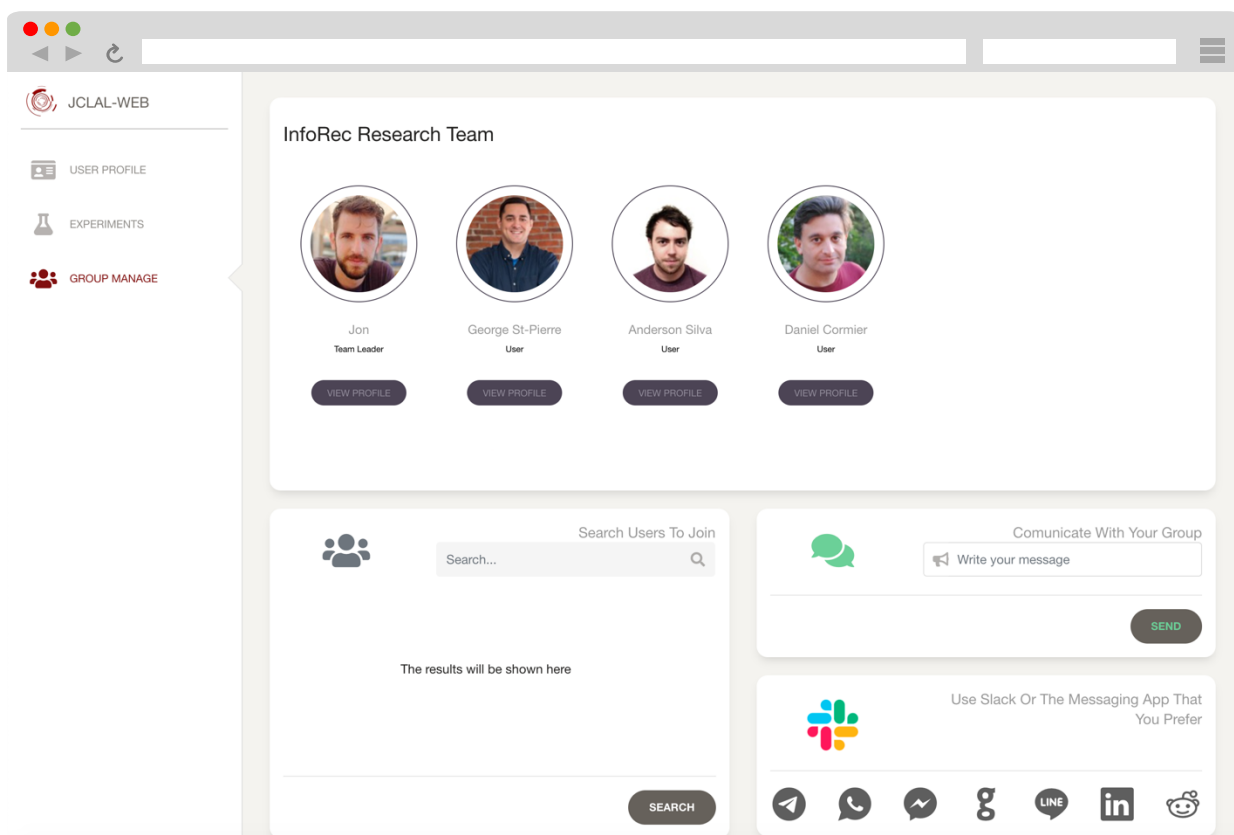 JCLAL-WEB
USER PROFILE
EXPERIMENTS
GROUP MANAGE
InfoRec Research Team
Jon
Team Leader
VIEW PROFILE
George St-Pierre
User
VIEW PROFILE
Anderson Silva
User
VIEW PROFILE
Daniel Cormier
User
VIEW PROFILE
Search Users To Join
Search...
The results will be shown here
SEARCH
Comunicate With Your Group
Write your message
SEND
Use Slack Or The Messaging App That
You Prefer
g
LINE
in